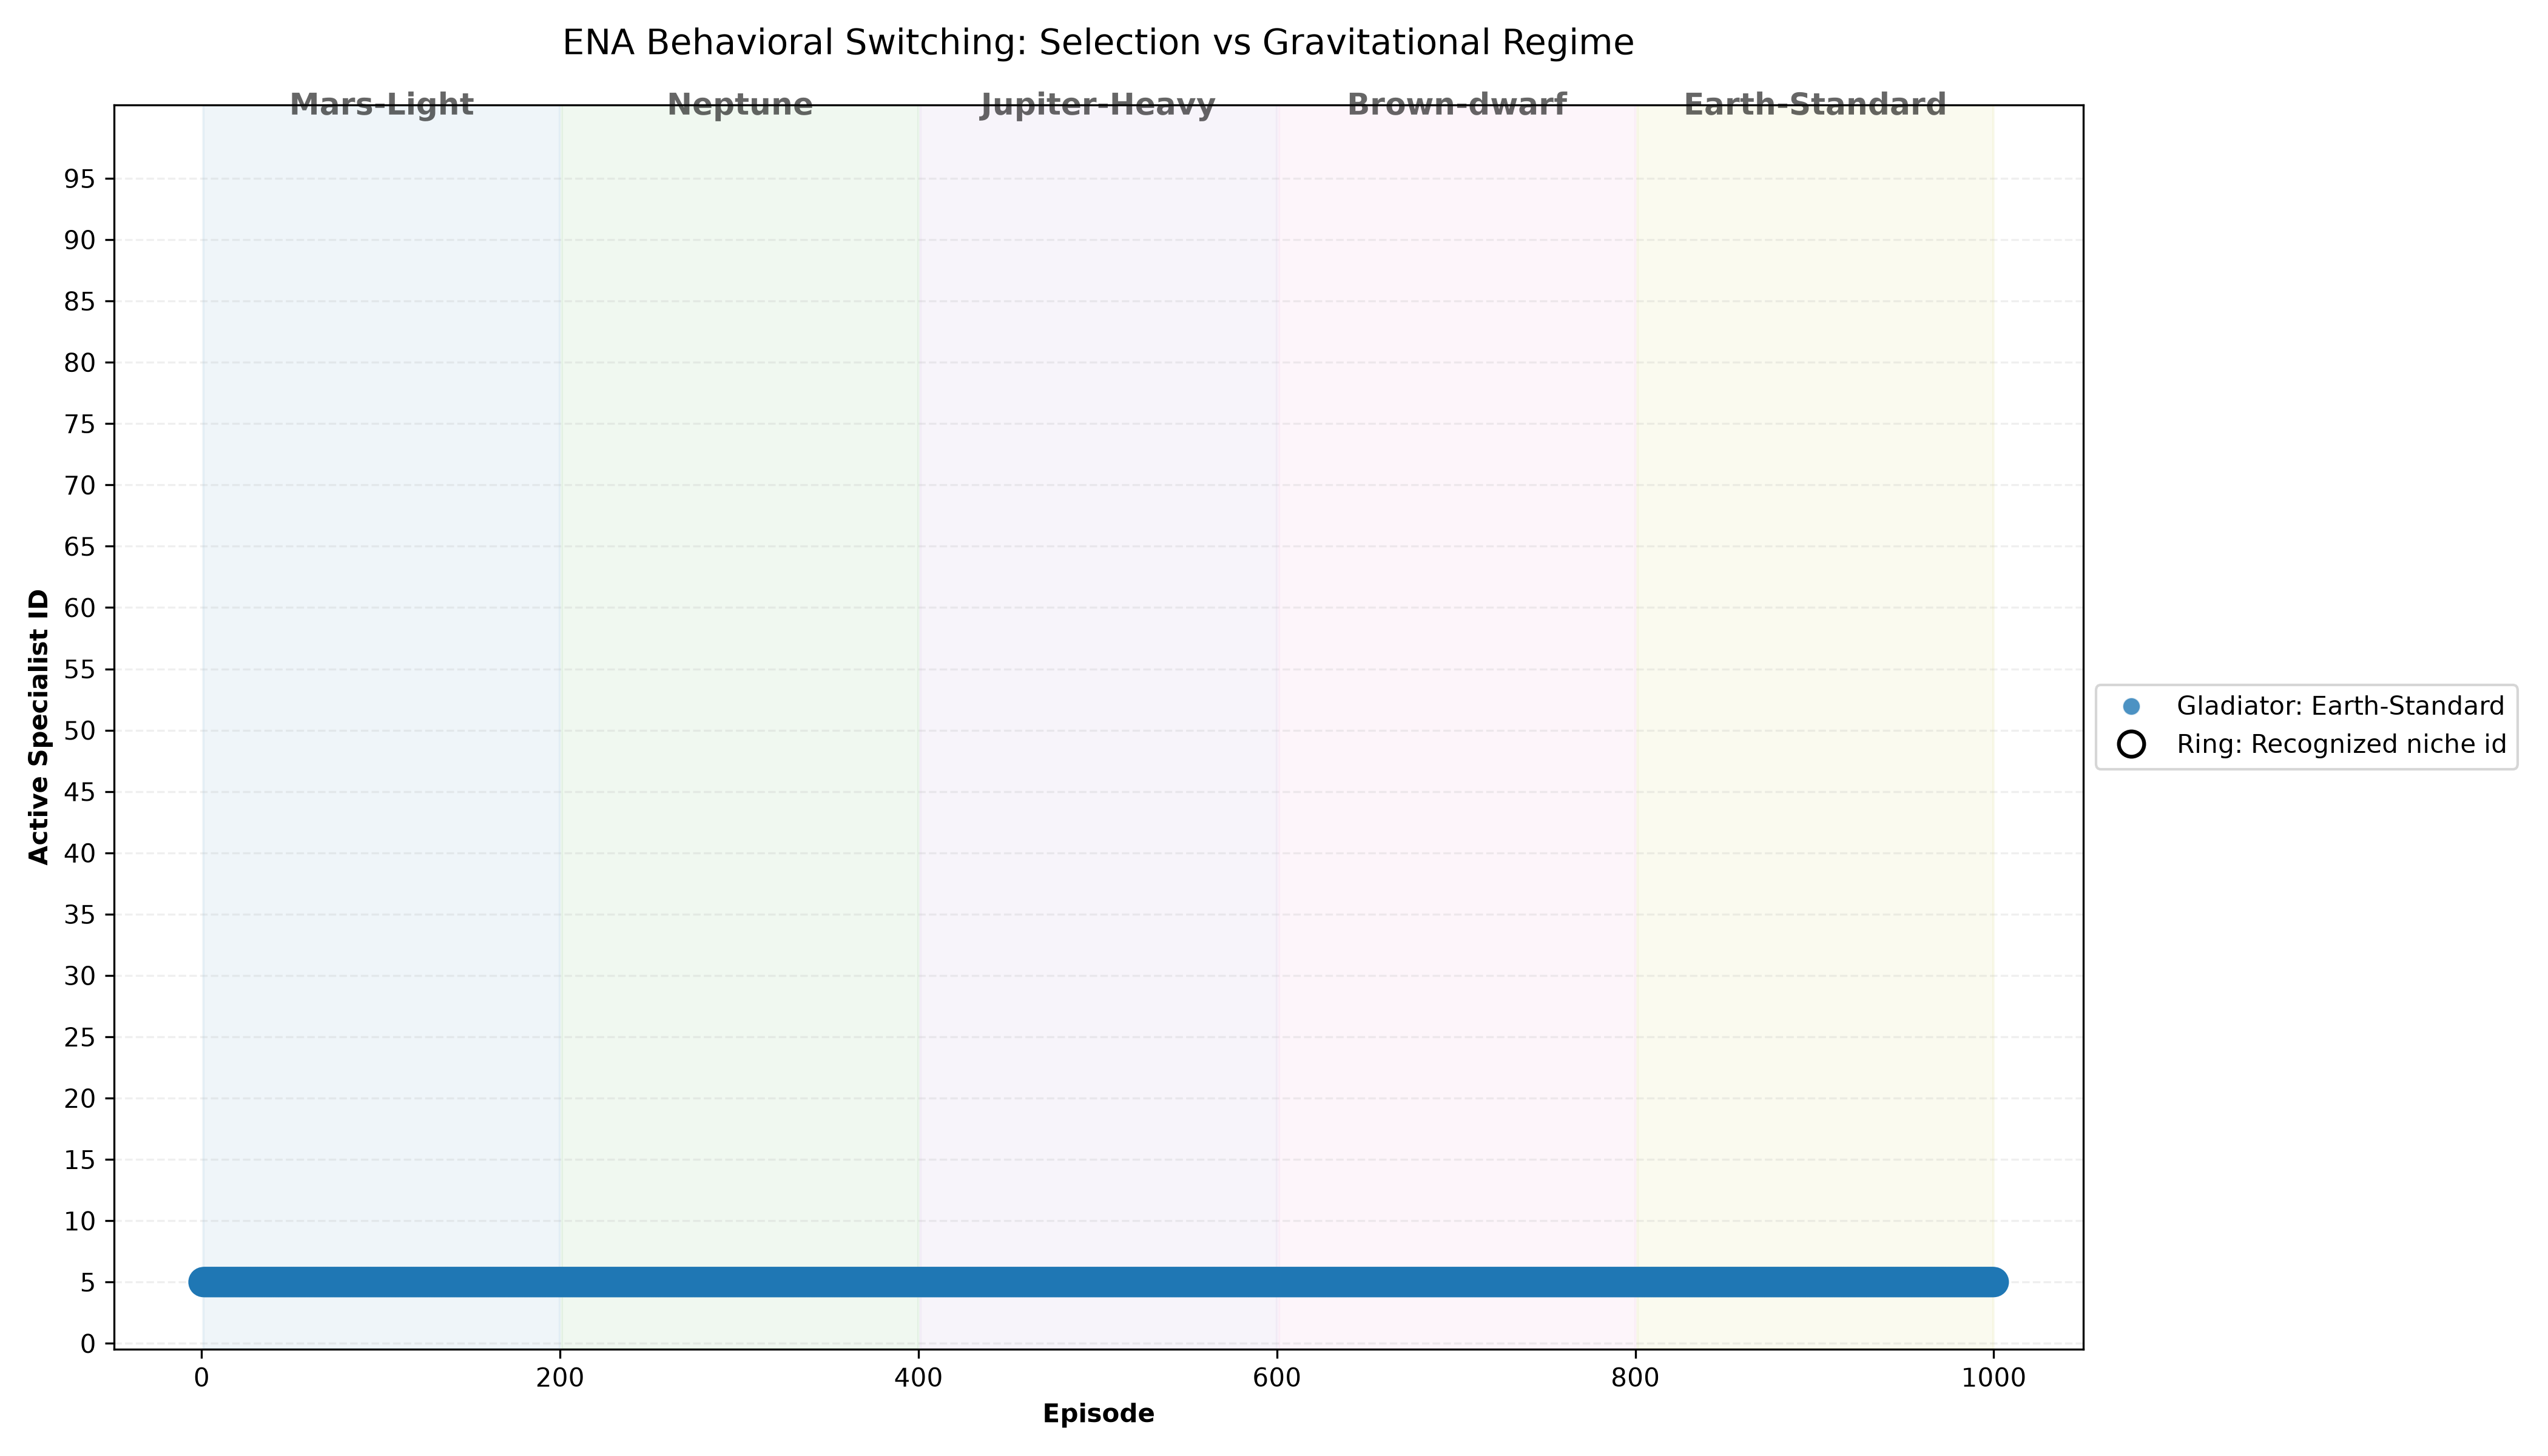 ENA Behavioral Switching: Selection vs Gravitational Regime
Mars-Light Neptune Jupiter-Heavy Brown-dwarf Earth-Standard
95
90
85
80
75
70
65
60
55
50
45
40
35
30
25
20
15
10
5
0
Active Specialist ID
0 200 400 600 800 1000
Episode
Gladiator: Earth-Standard
Ring: Recognized niche id